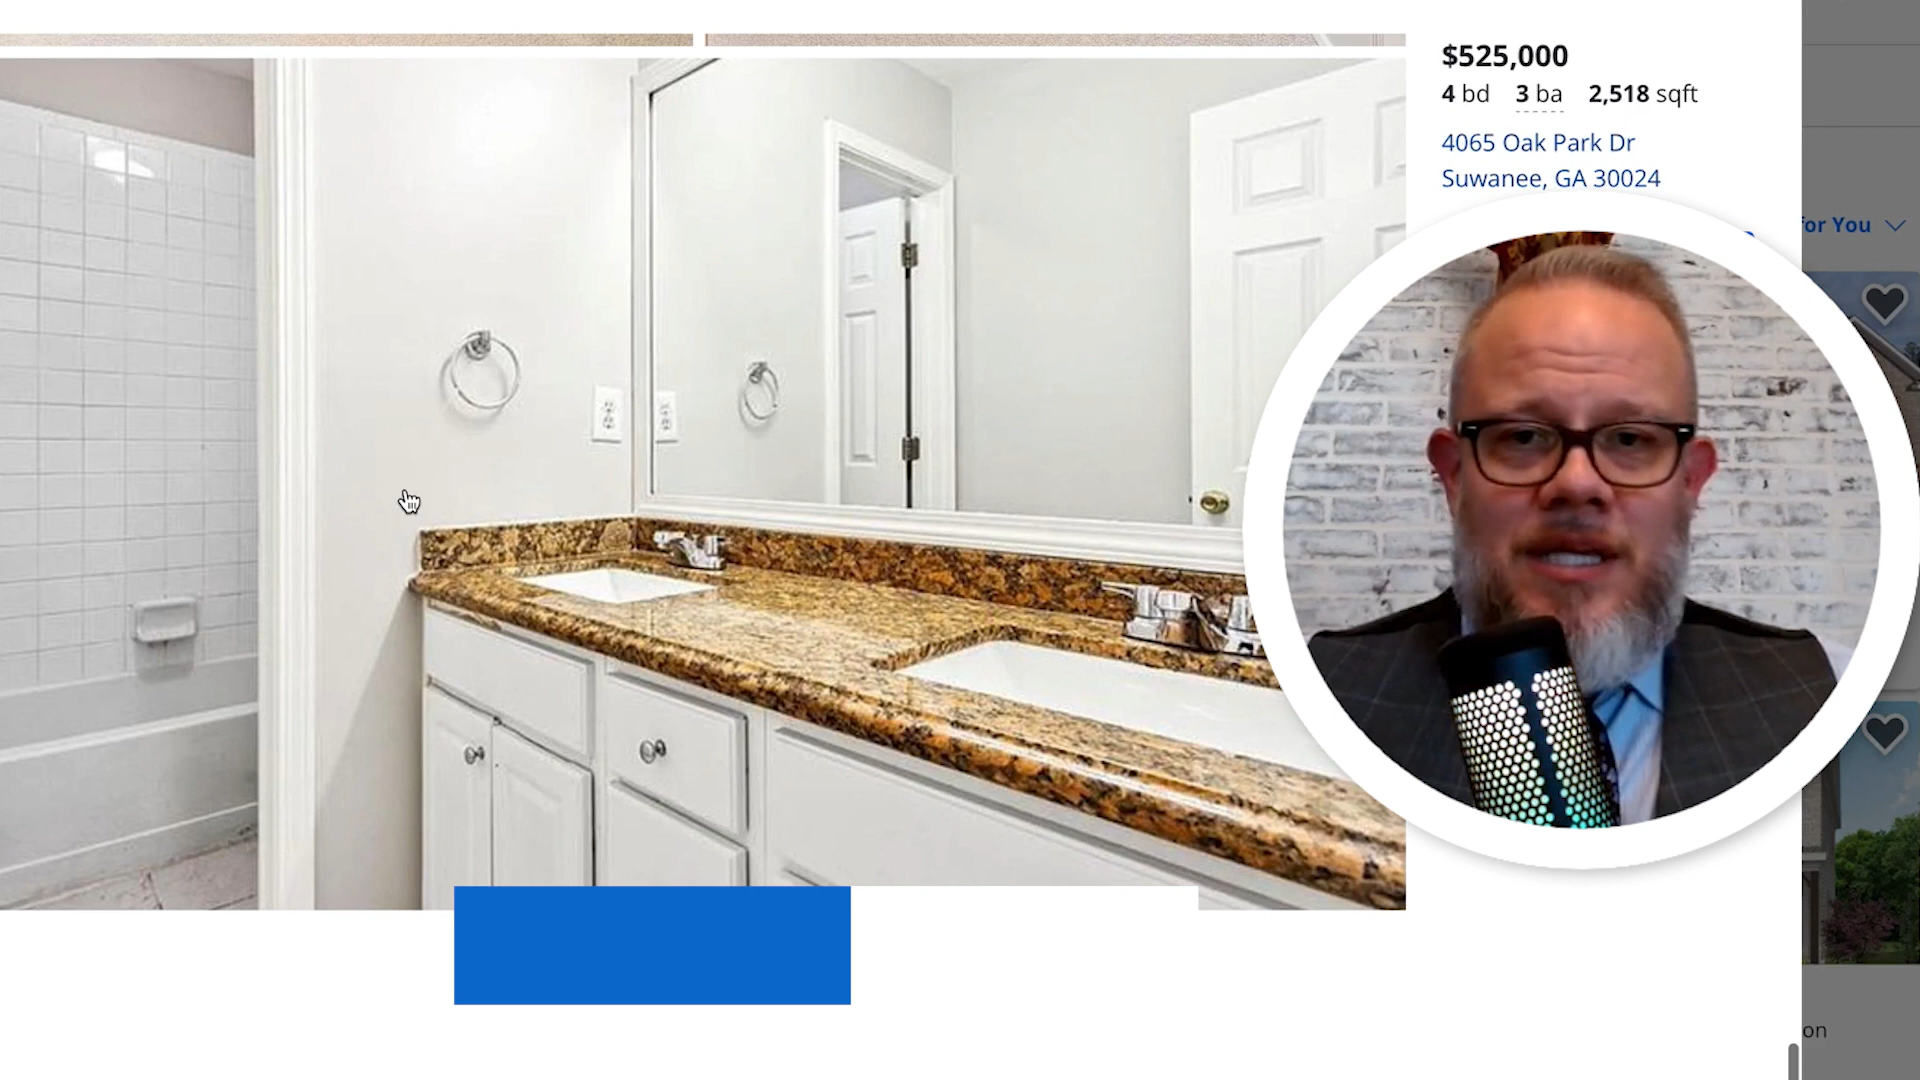 $525,000
4 bd 3 ba 2,518 sqft
4065 Oak Park Dr
Suwanee, GA 30024
for You
on